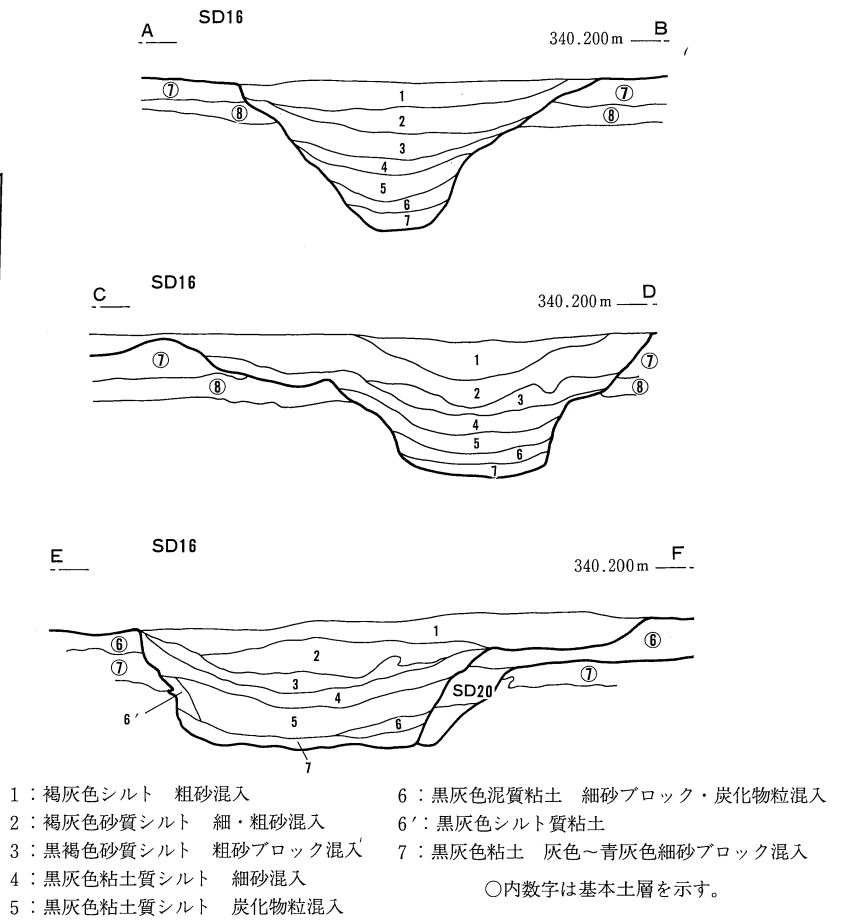 SD16
A
B
340.200m
⑦
⑦
⑧
⑧
1
2
3
4
5
6
7
SD16
C
D
340.200m
⑦
⑦
⑧
⑧
1
2
3
4
5
6
7
SD16
E
F
340.200m
⑥
⑥
⑦
⑦
1
2
3
4
SD20
5
6
6′
7
1：褐灰色シルト　粗砂混入
2：褐灰色砂質シルト　細・粗砂混入
3：黒褐色砂質シルト　粗砂ブロック混入
4：黒灰色粘土質シルト　細砂混入
5：黒灰色粘土質シルト　炭化物粒混入
6：黒灰色泥質粘土　細砂ブロック・炭化物粒混入
6′：黒灰色シルト質粘土
7：黒灰色粘土　灰色～青灰色細砂ブロック混入
○内数字は基本土層を示す。